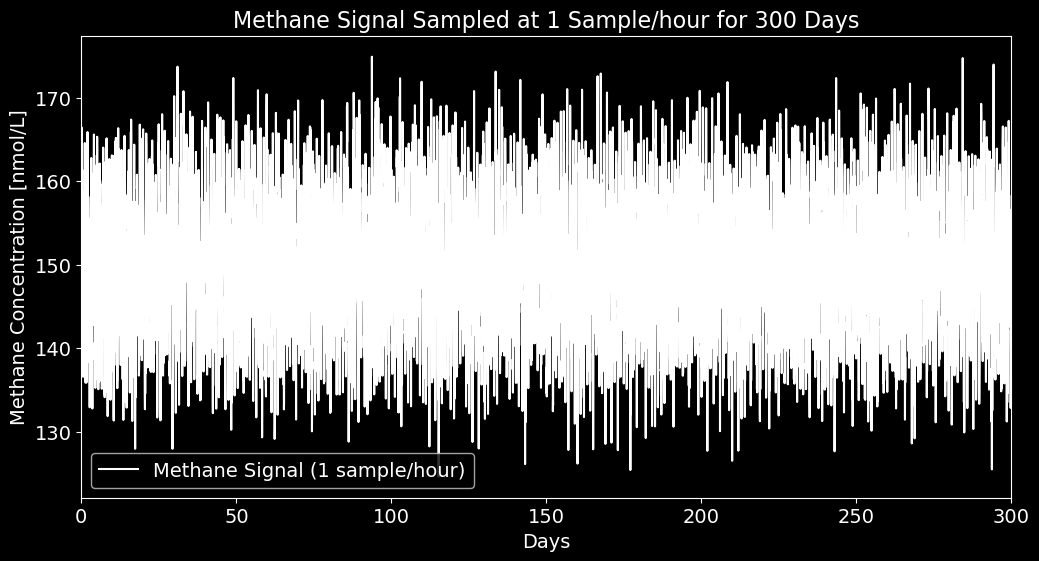 Methane Signal Sampled at 1 Sample/hour for 300 Days
Methane Concentration [nmol/L]
170
160
150
140
130
Methane Signal (1 sample/hour)
0 50 100 150 200 250 300
Days